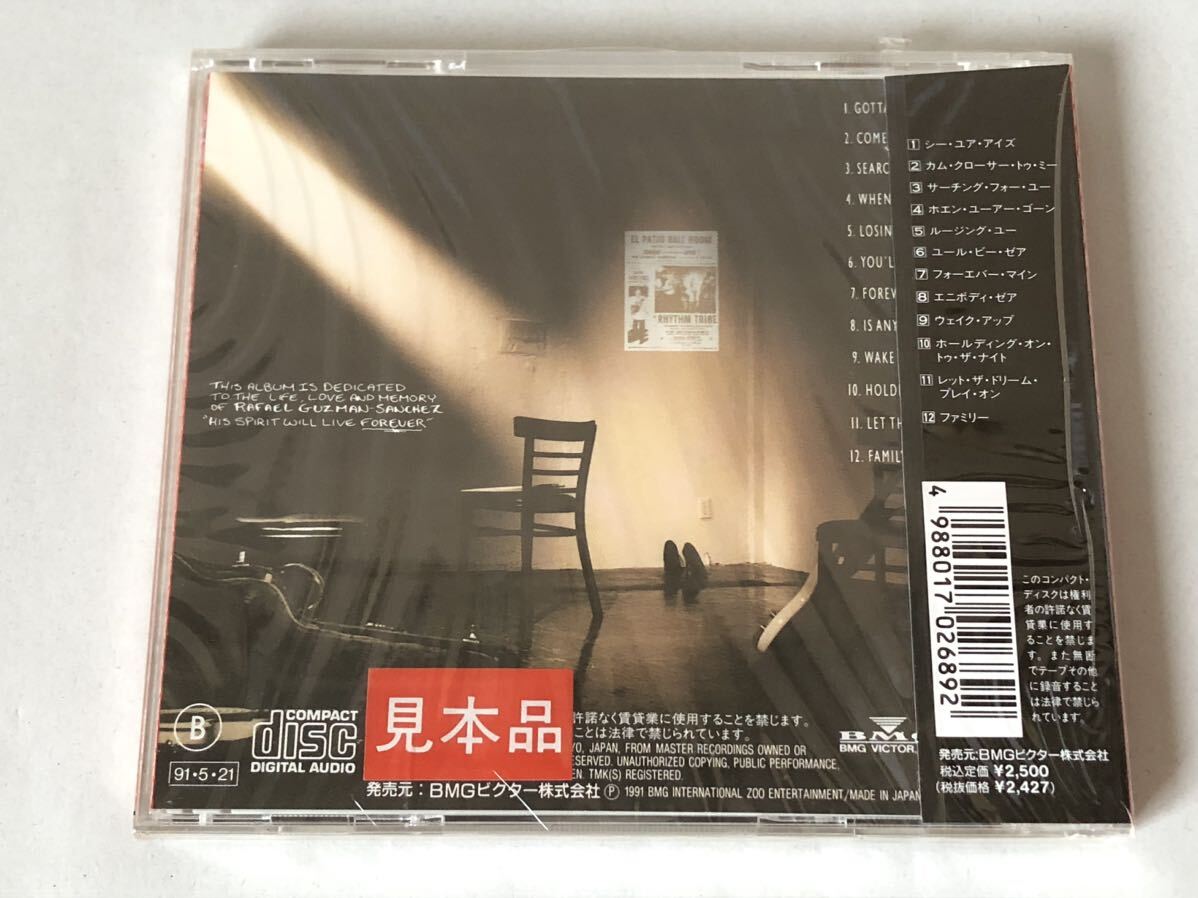 THIS ALBUM IS DEDICATED
TO THE LIFE, LOVE AND MEMORY
OF RAFAEL GUZMAN-SANCHEZ
"HIS SPIRIT WILL LIVE FOREVER"
EL PATIO BALL ROOM
RHYTHM TRIBE
1. GOTTA
2. COME
3. SEARC
4. WHEN
5. LOSIN
6. YOU'L
7. FOREV
8. IS ANY
9. WAKE
10. HOLD
11. LET TH
12. FAMIL
1 シー・ユア・アイズ
2 カム・クローサー・トゥ・ミー
3 サーチング・フォー・ユー
4 ホエン・ユーアー・ゴーン
5 ルージング・ユー
6 ユール・ビー・ゼア
7 フォーエバー・マイン
8 エニボディ・ゼア
9 ウェイク・アップ
10 ホールディング・オン・
トゥ・ザ・ナイト
11 レット・ザ・ドリーム・
プレイ・オン
12 ファミリー
4 988017 026892
このコンパクト・
ディスクは権利
者の許諾なく賃
貸業に使用す
ることを禁じま
す。また無断
でテープその他
に録音すること
は法律で禁じら
れています。
発売元:BMGビクター株式会社
税込定価 ¥2,500
(税抜価格 ¥2,427)
B
COMPACT
disc
DIGITAL AUDIO
91・5・21
見本品
許諾なく賃貸業に使用することを禁じます。
ことは法律で禁じられています。
YO, JAPAN, FROM MASTER RECORDINGS OWNED OR
ESERVED. UNAUTHORIZED COPYING, PUBLIC PERFORMANCE,
EN. TMK(S) REGISTERED.
発売元:BMGビクター株式会社 Ⓟ 1991 BMG INTERNATIONAL ZOO ENTERTAINMENT/MADE IN JAPAN
BMG
BMG VICTOR,